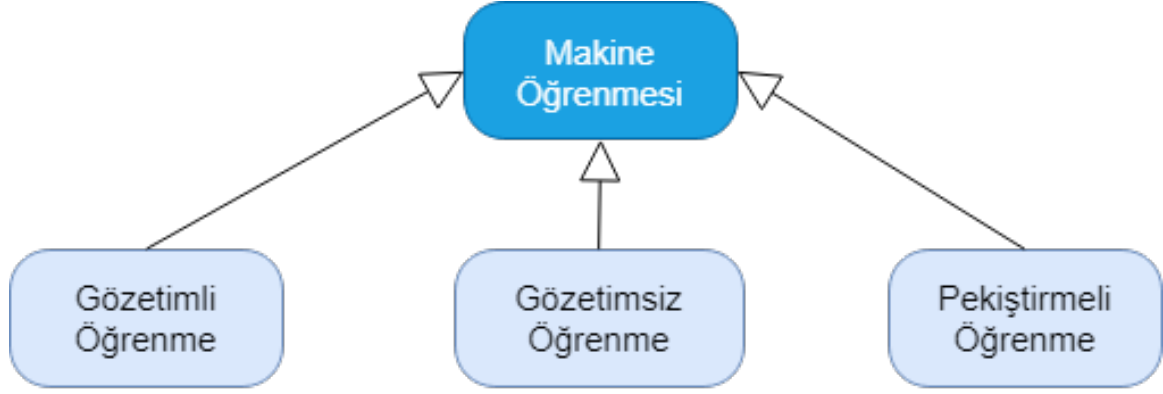 Makine
Öğrenmesi
Gözetimli
Öğrenme
Gözetimsiz
Öğrenme
Pekiştirmeli
Öğrenme